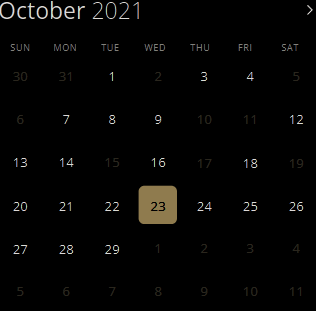 October 2021
SUN MON TUE WED THU FRI SAT
30 31 1 2 3 4 5
6 7 8 9 10 11 12
13 14 15 16 17 18 19
20 21 22 23 24 25 26
27 28 29 1 2 3 4
5 6 7 8 9 10 11